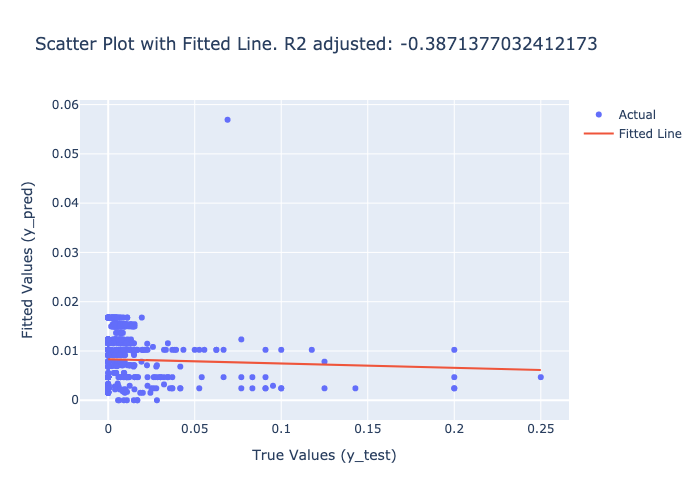 Scatter Plot with Fitted Line. R2 adjusted: -0.3871377032412173
0.06
0.05
0.04
0.03
0.02
0.01
0
Fitted Values (y_pred)
0
0.05
0.1
0.15
0.2
0.25
True Values (y_test)
Actual
Fitted Line